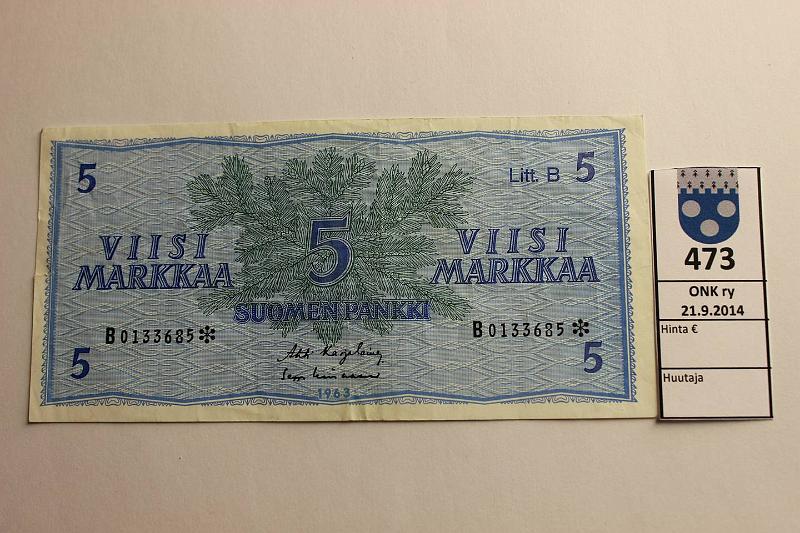 5
Litt. B 5
VIISI
MARKKAA
5
VIISI
MARKKAA
SUOMEN PANKKI
B0133685*
B0133685*
5
5
1963
473
ONK ry
21.9.2014
Hinta €
Huutaja